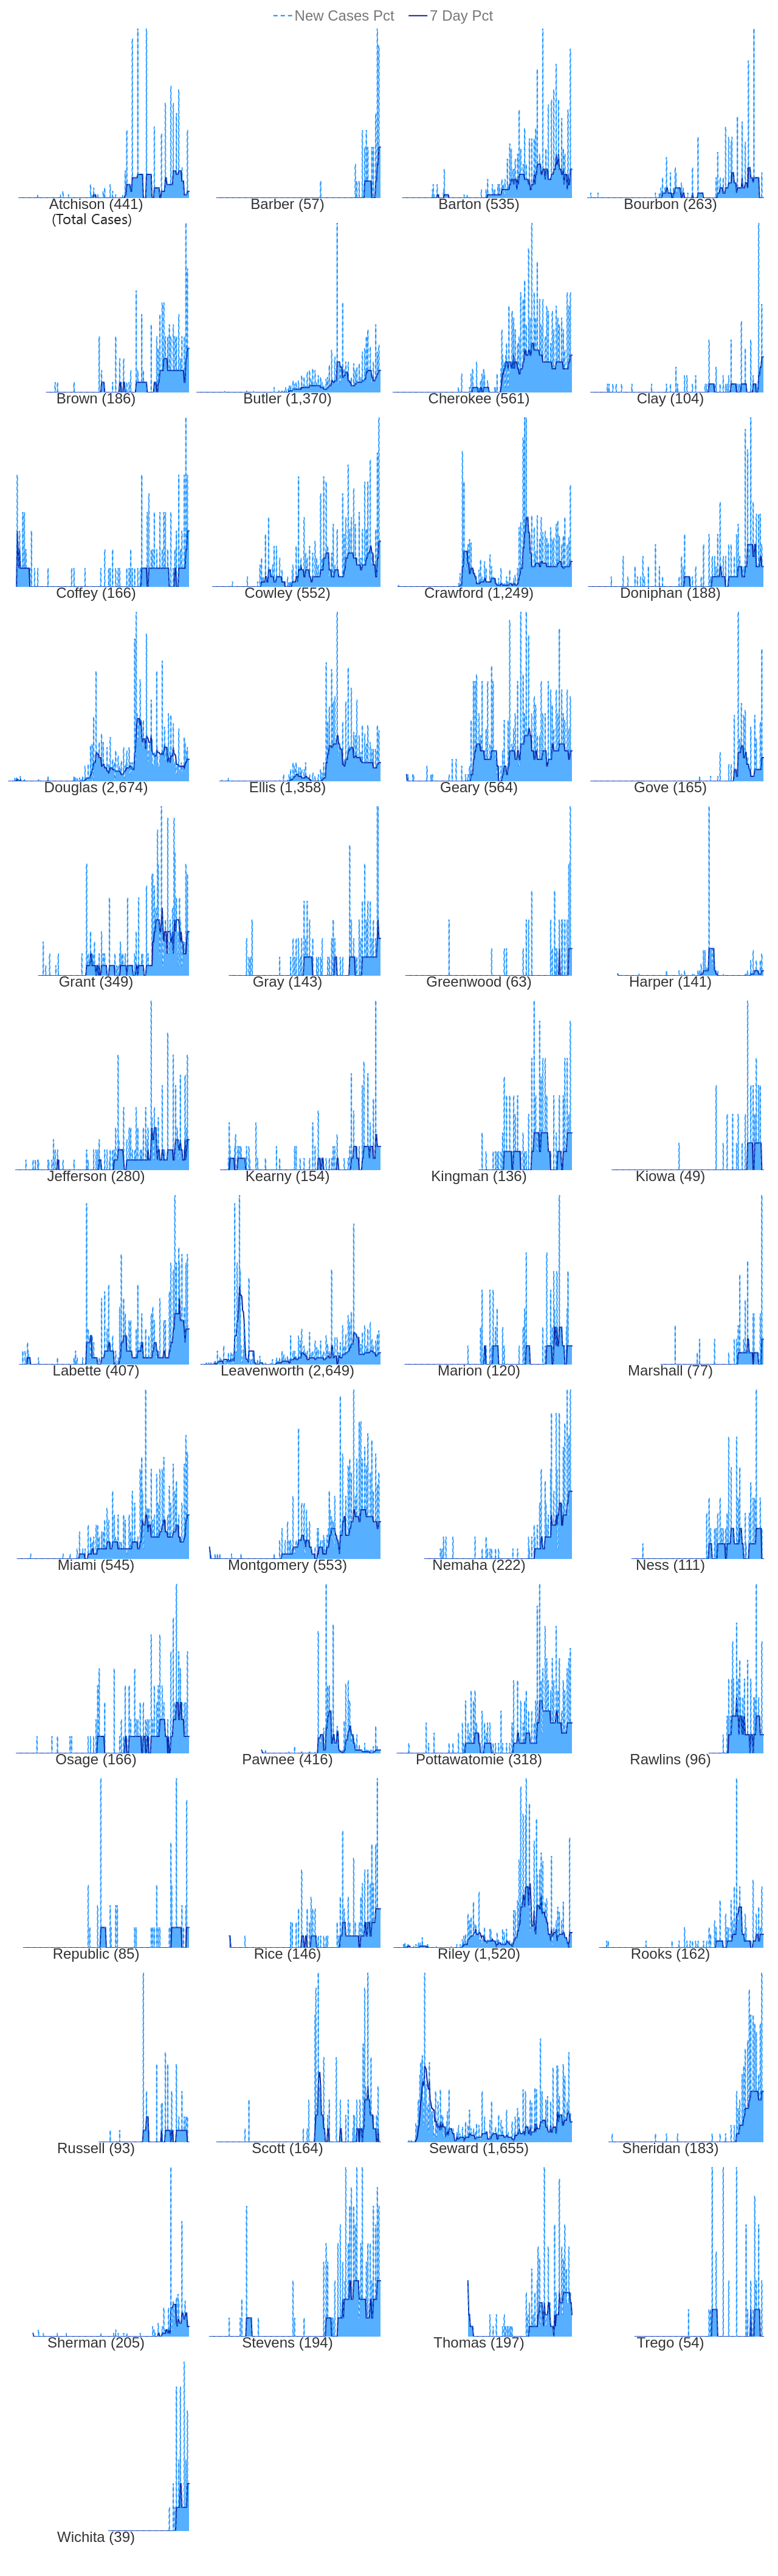 New Cases Pct 7 Day Pct
Atchison (441) Barber (57) Barton (535) Bourbon (263)
(Total Cases)
Brown (186) Butler (1,370) Cherokee (561) Clay (104)
Coffey (166) Cowley (552) Crawford (1,249) Doniphan (188)
Douglas (2,674) Ellis (1,358) Geary (564) Gove (165)
Grant (349) Gray (143) Greenwood (63) Harper (141)
Jefferson (280) Kearny (154) Kingman (136) Kiowa (49)
Labette (407) Leavenworth (2,649) Marion (120) Marshall (77)
Miami (545) Montgomery (553) Nemaha (222) Ness (111)
Osage (166) Pawnee (416) Pottawatomie (318) Rawlins (96)
Republic (85) Rice (146) Riley (1,520) Rooks (162)
Russell (93) Scott (164) Seward (1,655) Sheridan (183)
Sherman (205) Stevens (194) Thomas (197) Trego (54)
Wichita (39)